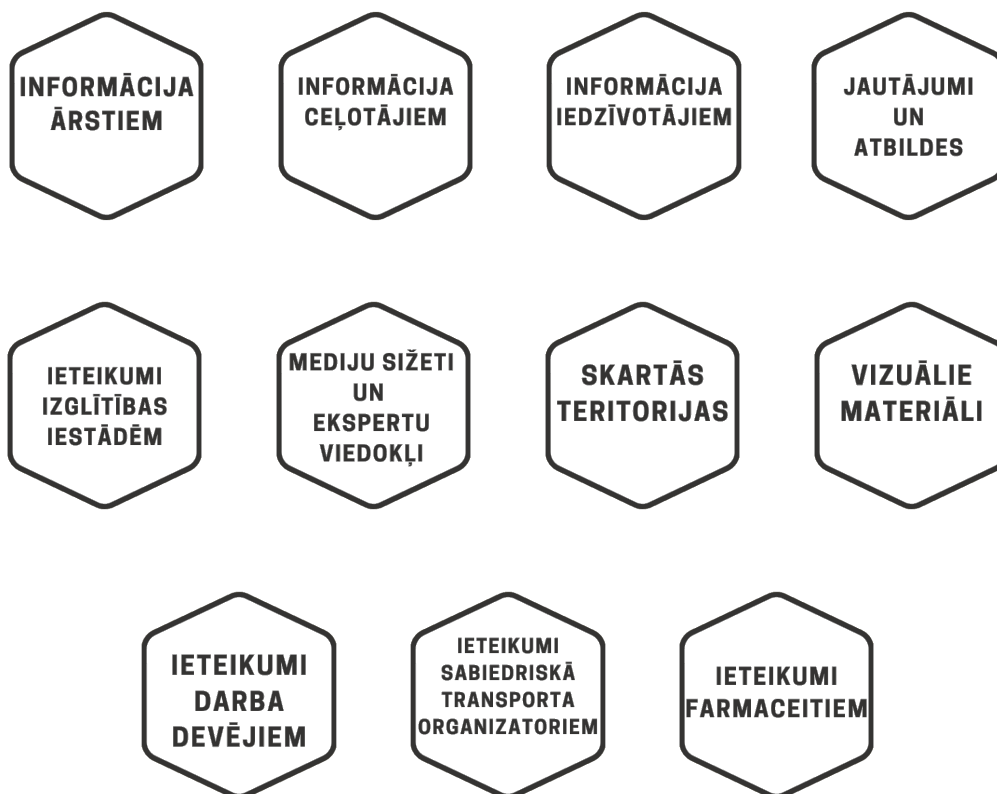 INFORMĀCIJA
ĀRSTIEM
INFORMĀCIJA
CEĻOTĀJIEM
INFORMĀCIJA
IEDZĪVOTĀJIEM
JAUTĀJUMI
UN
ATBILDES
IETEIKUMI
IZGLĪTĪBAS
IESTĀDĒM
MEDIJU SIŽETI
UN
EKSPERTU
VIEDOKĻI
SKARTĀS
TERITORIJAS
VIZUĀLIE
MATERIĀLI
IETEIKUMI
DARBA
DEVĒJIEM
IETEIKUMI
SABIEDRISKĀ
TRANSPORTA
ORGANIZATORIEM
IETEIKUMI
FARMACEITIEM